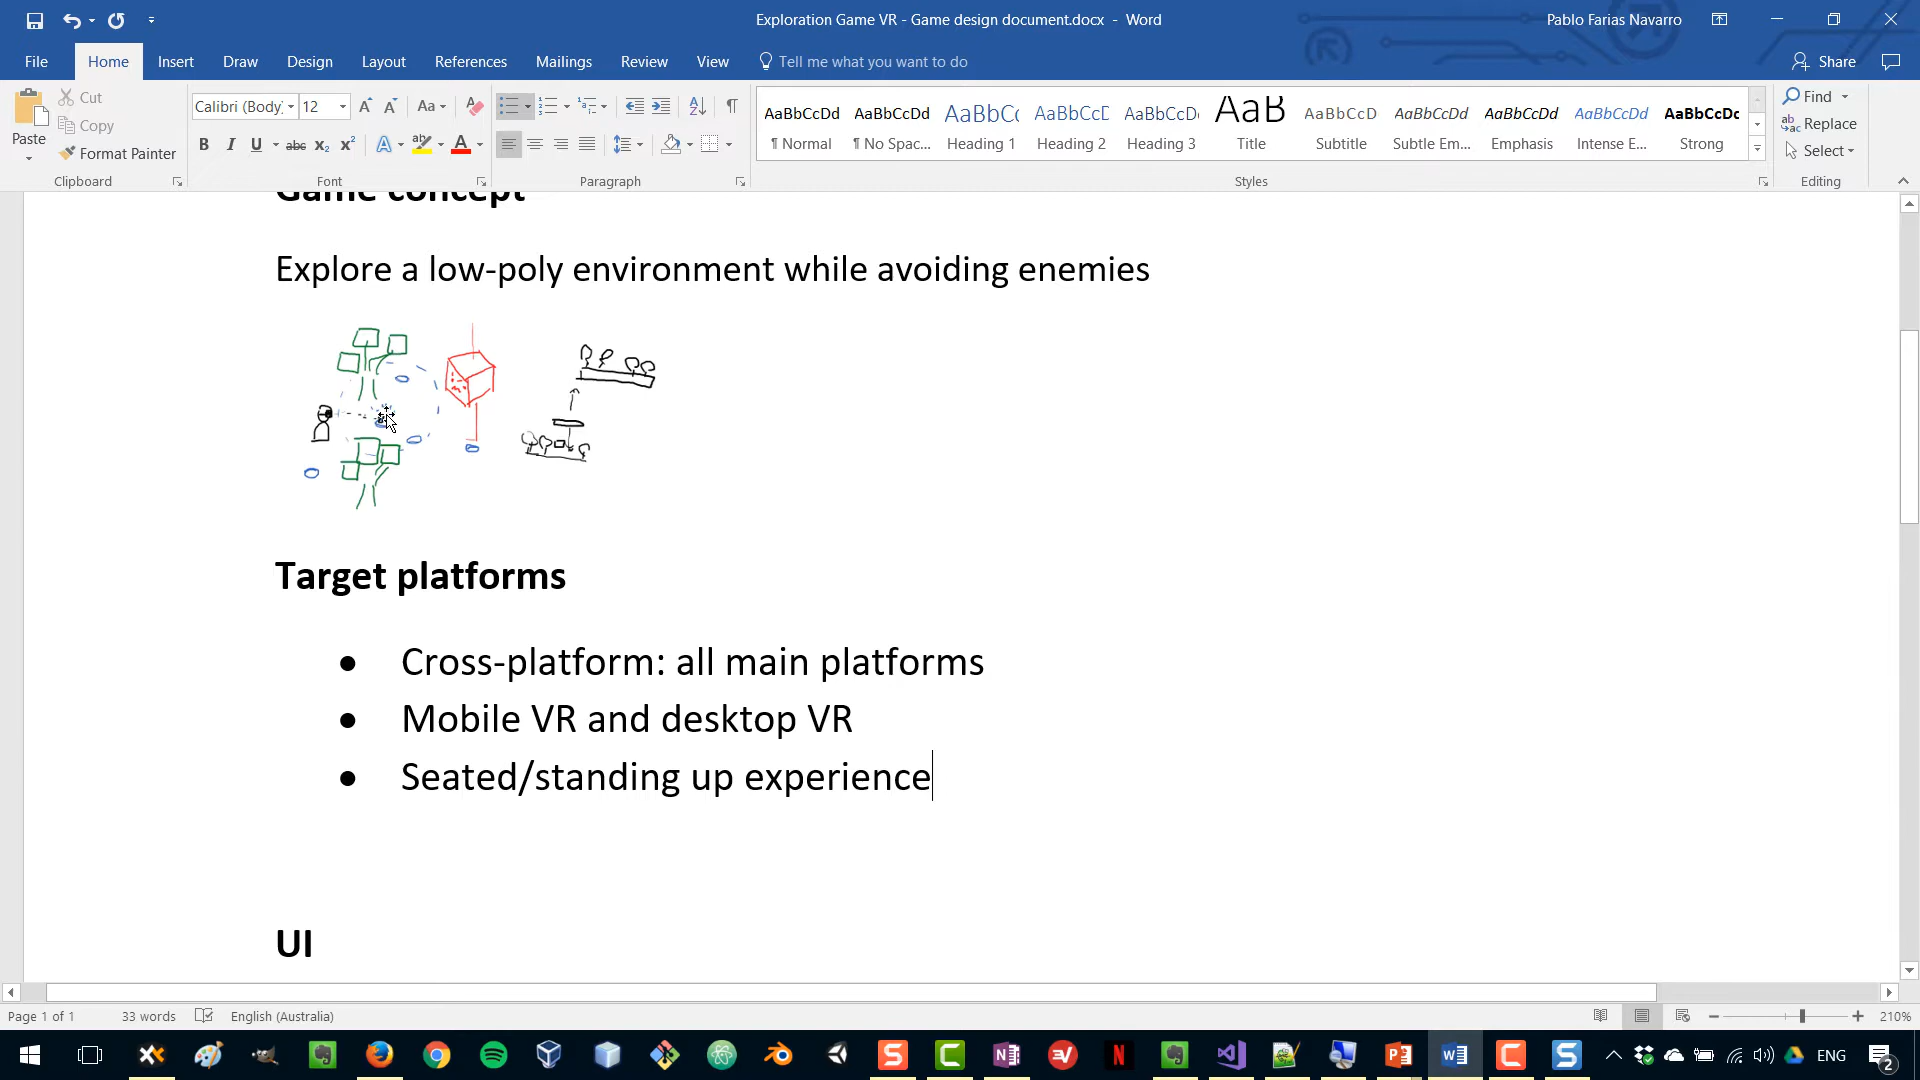 Exploration Game VR - Game design document.docx - Word
Pablo Farias Navarro
File Home Insert Draw Design Layout References Mailings Review View Tell me what you want to do
Share
Paste
Cut
Copy
Format Painter
Clipboard
Calibri (Body) 12
Font
Paragraph
AaBbCcDd AaBbCcDd AaBbCc AaBbCcD AaBbCcDd AaB AaBbCcD AaBbCcDd AaBbCcDd AaBbCcDd AaBbCcDd
¶ Normal ¶ No Spac... Heading 1 Heading 2 Heading 3 Title Subtitle Subtle Em... Emphasis Intense E... Strong
Styles
Find
Replace
Select
Editing
Game concept
Explore a low-poly environment while avoiding enemies
Target platforms
● Cross-platform: all main platforms
● Mobile VR and desktop VR
● Seated/standing up experience
UI
Page 1 of 1 33 words English (Australia)
210%
ENG
2